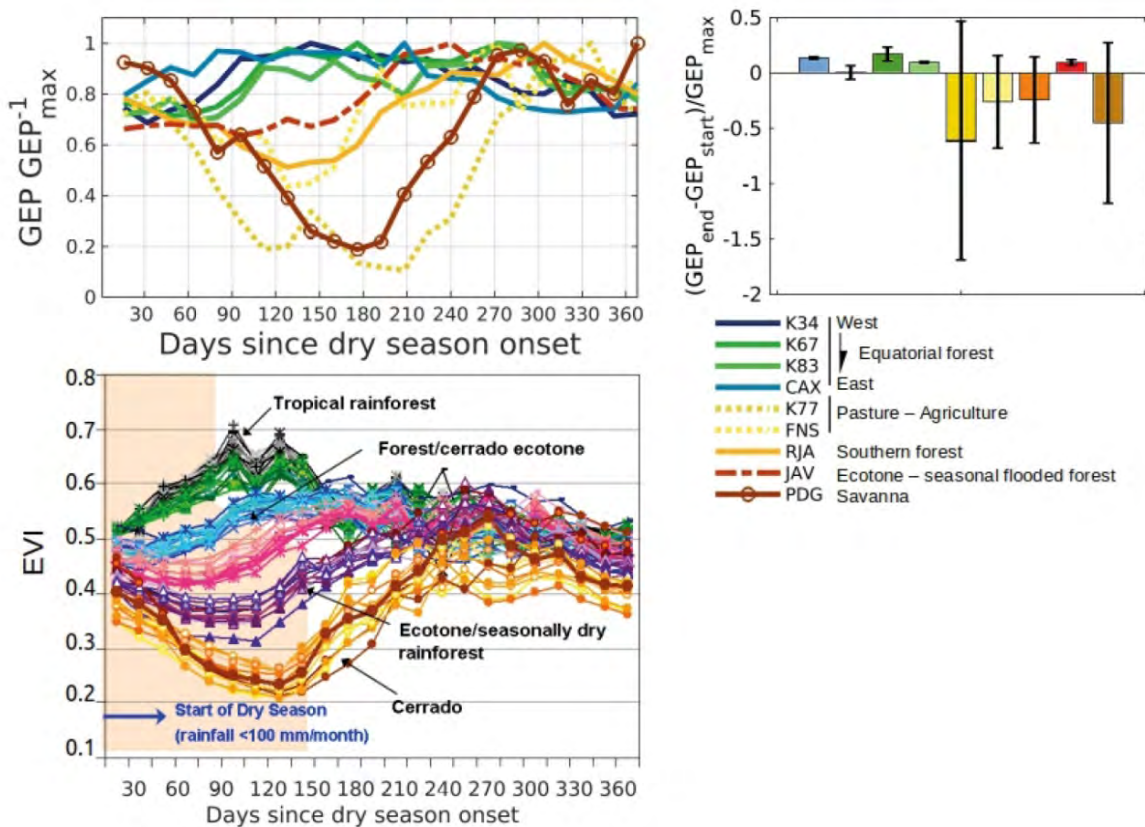 GEP GEP-1max
1
0.8
0.6
0.4
0.2
0
30 60 90 120 150 180 210 240 270 300 330 360
Days since dry season onset
(GEPend-GEPstart)/GEPmax
0.5
0
-0.5
-1
-1.5
-2
K34 West
K67
Equatorial forest
K83
CAX East
K77
Pasture – Agriculture
FNS
RJA Southern forest
JAV Ecotone – seasonal flooded forest
PDG Savanna
EVI
0.8
0.7
0.6
0.5
0.4
0.3
0.2
0.1
Tropical rainforest
Forest/cerrado ecotone
Ecotone/seasonally dry
rainforest
Cerrado
Start of Dry Season
(rainfall <100 mm/month)
30 60 90 120 150 180 210 240 270 300 330 360
Days since dry season onset